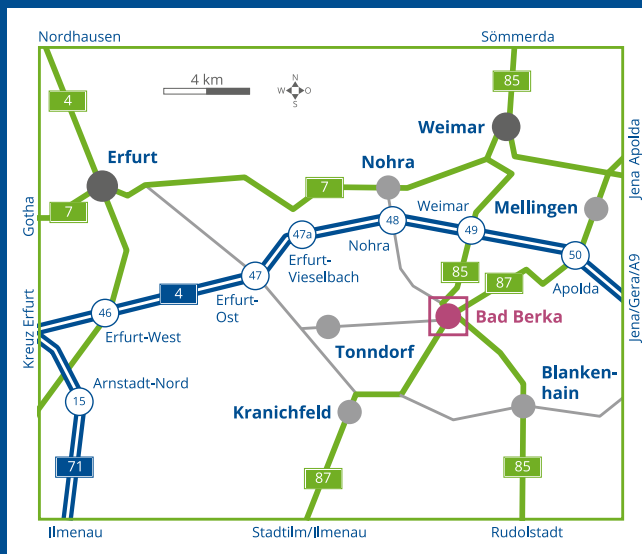 Nordhausen
Sömmerda
4 km
N
W O
S
85
4
Weimar
Erfurt
Nohra
7
Jena Apolda
Gotha
7
Weimar
Mellingen
47a
48
49
Nohra
Erfurt-
Vieselbach
50
47
85
87
4
Erfurt-
Ost
Apolda
Jena/Gera/A9
Kreuz Erfurt
46
Erfurt-West
Bad Berka
Tonndorf
Arnstadt-Nord
15
Blanken-
hain
Kranichfeld
71
87
85
Ilmenau
Stadtilm/Ilmenau
Rudolstadt